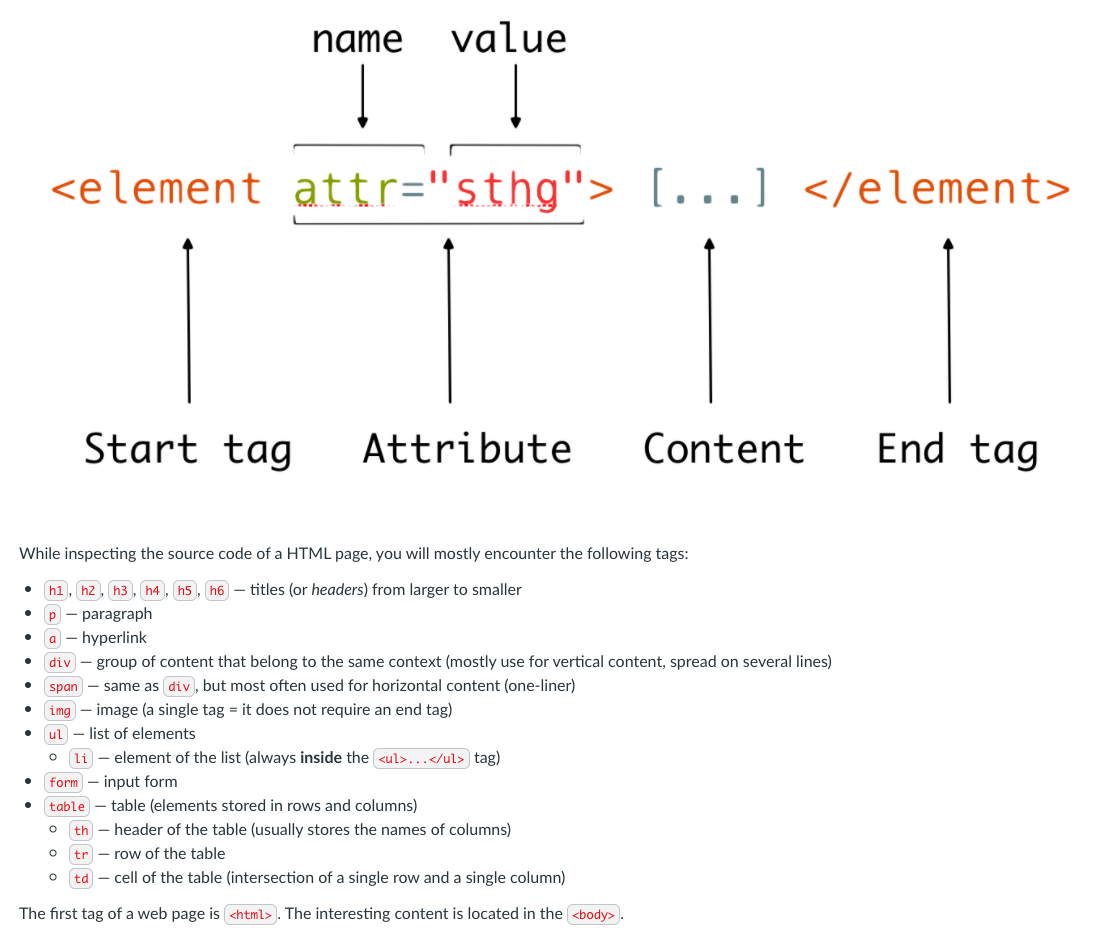 name value
<element attr="sthg"> [...] </element>
Start tag Attribute Content End tag
While inspecting the source code of a HTML page, you will mostly encounter the following tags:
• h1, h2, h3, h4, h5, h6 — titles (or headers) from larger to smaller
• p — paragraph
• a — hyperlink
• div — group of content that belong to the same context (mostly use for vertical content, spread on several lines)
• span — same as div, but most often used for horizontal content (one-liner)
• img — image (a single tag = it does not require an end tag)
• ul — list of elements
◦ li — element of the list (always inside the <ul>...</ul> tag)
• form — input form
• table — table (elements stored in rows and columns)
◦ th — header of the table (usually stores the names of columns)
◦ tr — row of the table
◦ td — cell of the table (intersection of a single row and a single column)
The first tag of a web page is <html>. The interesting content is located in the <body>.